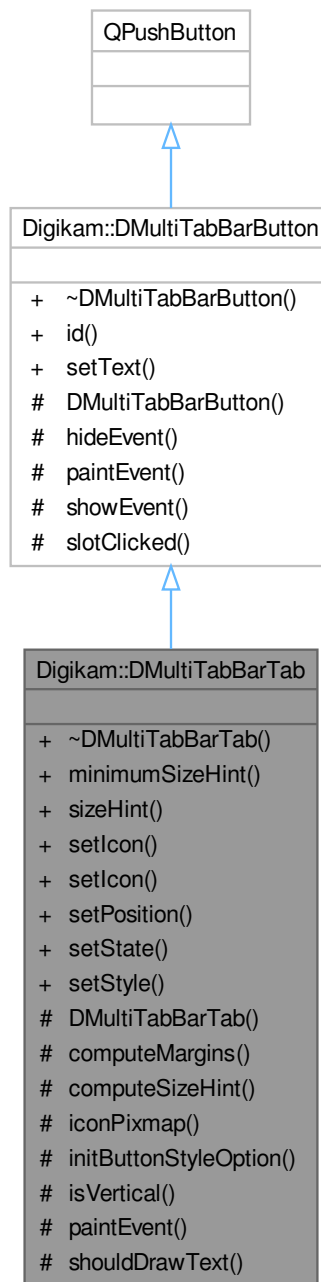 QPushButton
Digikam::DMultiTabBarButton
+ ~DMultiTabBarButton()
+ id()
+ setText()
# DMultiTabBarButton()
# hideEvent()
# paintEvent()
# showEvent()
# slotClicked()
Digikam::DMultiTabBarTab
+ ~DMultiTabBarTab()
+ minimumSizeHint()
+ sizeHint()
+ setIcon()
+ setIcon()
+ setPosition()
+ setState()
+ setStyle()
# DMultiTabBarTab()
# computeMargins()
# computeSizeHint()
# iconPixmap()
# initButtonStyleOption()
# isVertical()
# paintEvent()
# shouldDrawText()